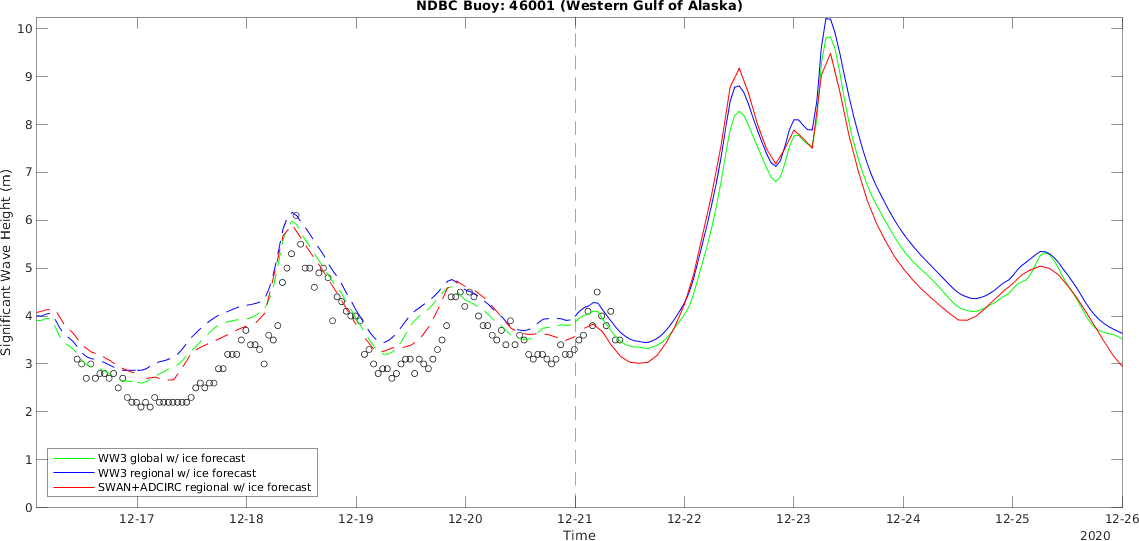 NDBC Buoy: 46001 (Western Gulf of Alaska)
10
9
8
7
6
5
4
3
2
1
0
Significant Wave Height (m)
WW3 global w/ ice forecast
WW3 regional w/ ice forecast
SWAN+ADCIRC regional w/ ice forecast
12-17 12-18 12-19 12-20 12-21 12-22 12-23 12-24 12-25 12-26
Time
2020